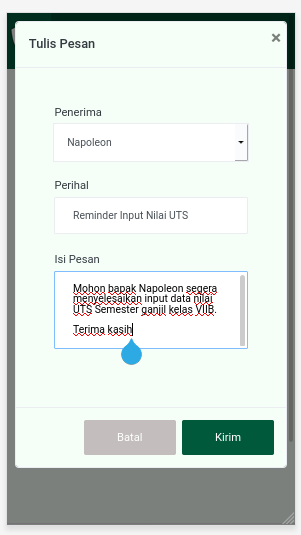 Tulis Pesan
×
Penerima
Napoleon
Perihal
Reminder Input Nilai UTS
Isi Pesan
Mohon bapak Napoleon segera
menyelesaikan input data nilai
UTS Semester ganjil kelas VIIB.
Terima kasih
Batal
Kirim